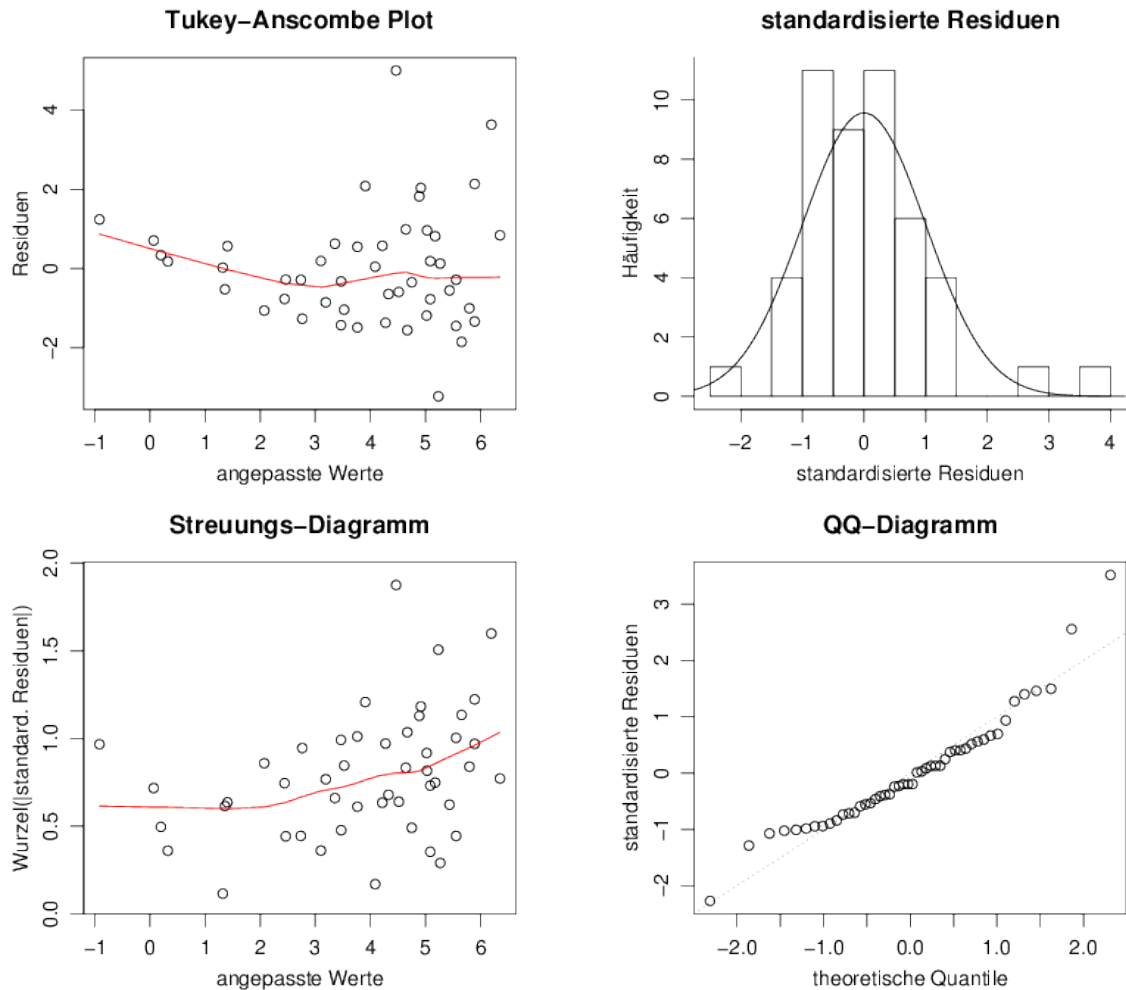 Tukey−Anscombe Plot
Residuen
4
2
0
−2
−1 0 1 2 3 4 5 6
angepasste Werte
standardisierte Residuen
Häufigkeit
10
8
6
4
2
0
−2 −1 0 1 2 3 4
standardisierte Residuen
Streuungs−Diagramm
Wurzel(|standard. Residuen|)
2.0
1.5
1.0
0.5
0.0
−1 0 1 2 3 4 5 6
angepasste Werte
QQ−Diagramm
standardisierte Residuen
3
2
1
0
−1
−2
−2.0 −1.0 0.0 1.0 2.0
theoretische Quantile